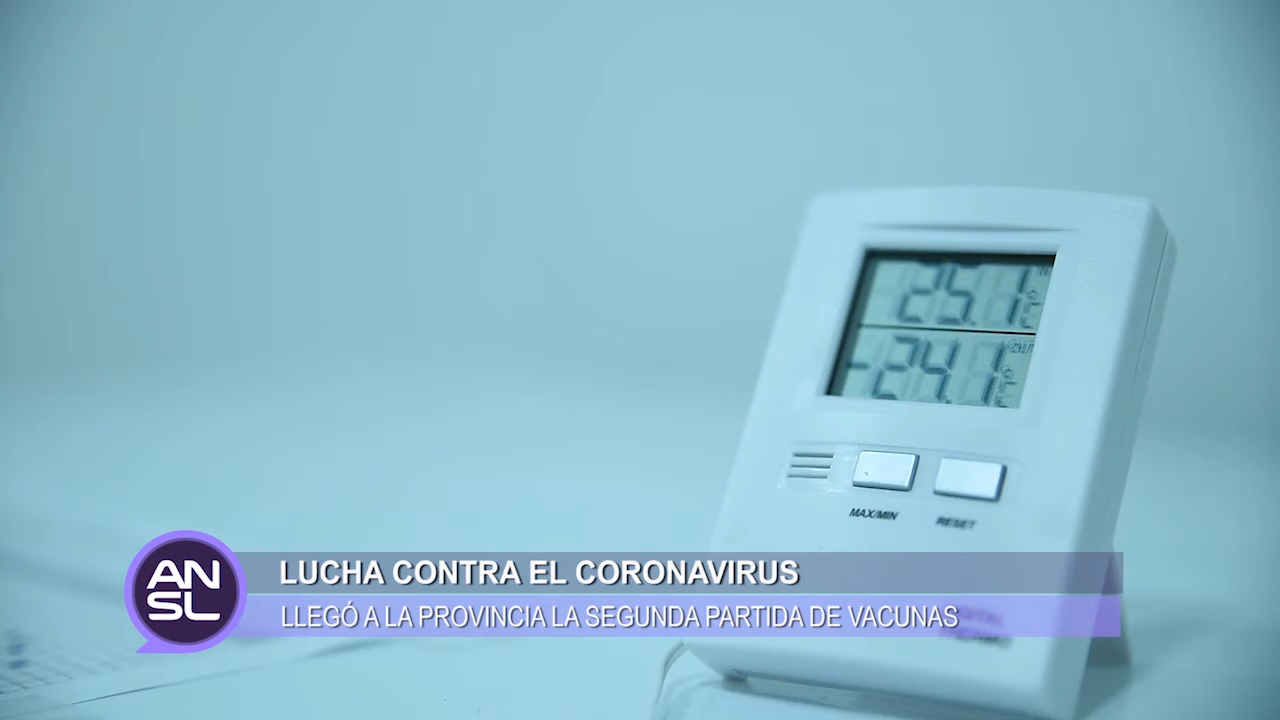 25.1
-24.1
MAX/MIN
RESET
AN
SL
LUCHA CONTRA EL CORONAVIRUS
LLEGÓ A LA PROVINCIA LA SEGUNDA PARTIDA DE VACUNAS